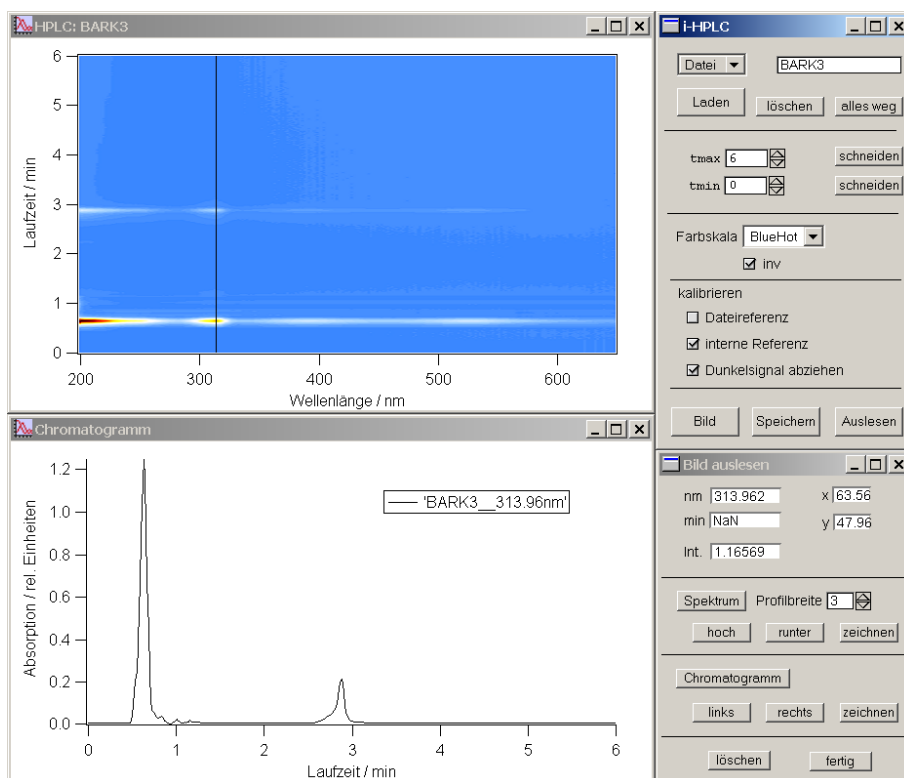 HPLC: BARK3
6
5
4
3
2
1
0
Laufzeit / min
200 300 400 500 600
Wellenlänge / nm
Chromatogramm
1.2
1.0
0.8
0.6
0.4
0.2
0.0
Absorption / rel. Einheiten
'BARK3__313.96nm'
0 1 2 3 4 5 6
Laufzeit / min
i-HPLC
Datei BARK3
Laden löschen alles weg
tmax 6 schneiden
tmin 0 schneiden
Farbskala BlueHot
inv
kalibrieren
Dateireferenz
interne Referenz
Dunkelsignal abziehen
Bild Speichern Auslesen
Bild auslesen
nm 313.962 x 63.56
min NaN y 47.96
Int. 1.16569
Spektrum Profilbreite 3
hoch runter zeichnen
Chromatogramm
links rechts zeichnen
löschen fertig